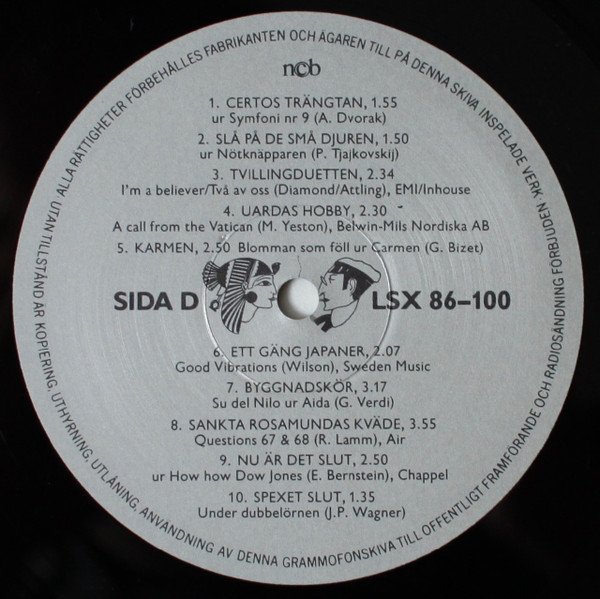 ALLA RÄTTIGHETER FÖRBEHÅLLES FABRIKANTEN OCH ÄGAREN TILL PÅ DENNA SKIVA INSPELADE VERK.
UTAN TILLSTÅND ÄR KOPIERING, UTHYRNING, UTLÅNING, ANVÄNDNING AV DENNA GRAMMOFONSKIVA TILL OFFENTLIGT FRAMFÖRANDE OCH RADIOSÄNDNING FÖRBJUDEN
ncb
1. CERTOS TRÄNGTAN, 1.55
ur Symfoni nr 9 (A. Dvorak)
2. SLÅ PÅ DE SMÅ DJUREN, 1.50
ur Nötknäpparen (P. Tjajkovskij)
3. TVILLINGDUETTEN, 2.34
I'm a believer/Två av oss (Diamond/Attling), EMI/Inhouse
4. UARDAS HOBBY, 2.30
A call from the Vatican (M. Yeston), Belwin-Mils Nordiska AB
5. KARMEN, 2.50 Blomman som föll ur Carmen (G. Bizet)
SIDA D
LSX 86–100
6. ETT GÄNG JAPANER, 2.07
Good Vibrations (Wilson), Sweden Music
7. BYGGNADSKÖR, 3.17
Su del Nilo ur Aida (G. Verdi)
8. SANKTA ROSAMUNDAS KVÄDE, 3.55
Questions 67 & 68 (R. Lamm), Air
9. NU ÄR DET SLUT, 2.50
ur How how Dow Jones (E. Bernstein), Chappel
10. SPEXET SLUT, 1.35
Under dubbelörnen (J.P. Wagner)